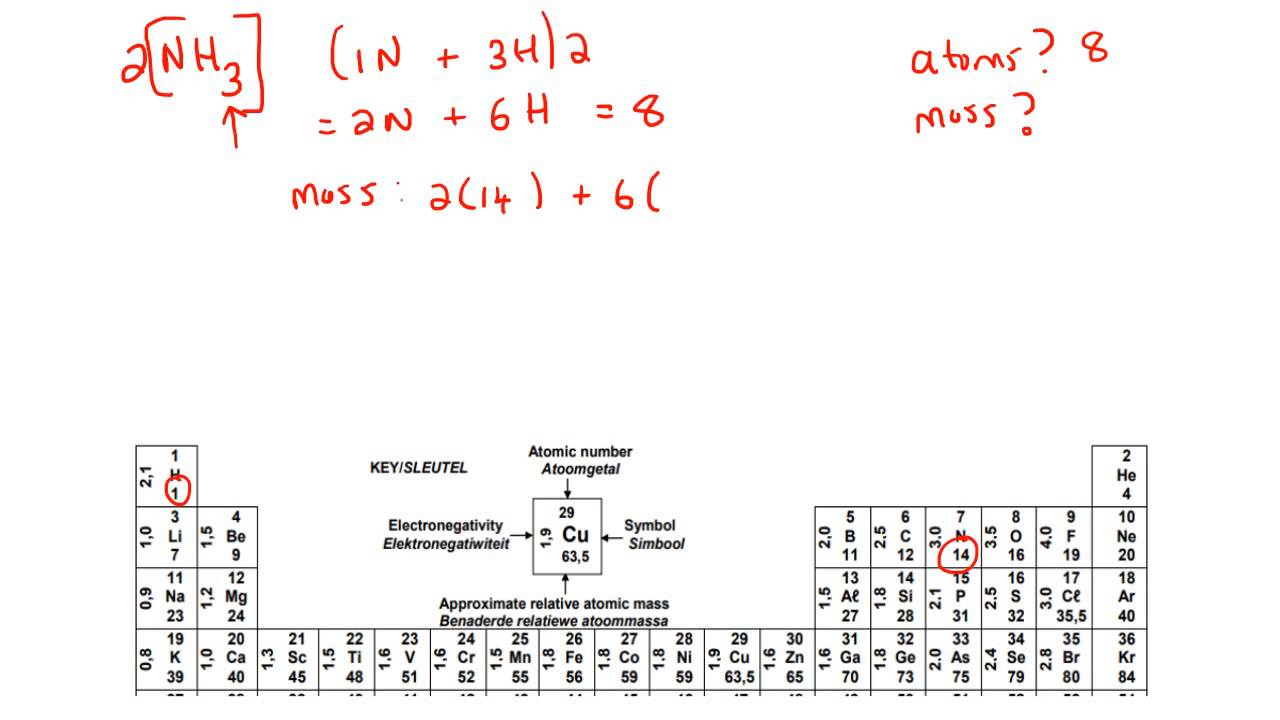 2[NH3] (1N + 3H)2 atoms? 8
= 2N + 6H = 8 mass?
mass: 2(14) + 6(
KEY/SLEUTEL
Atomic number
Atoomgetal
Electronegativity
Elektronegatiwiteit
29
1,9 Cu
63,5
Symbol
Simbool
Approximate relative atomic mass
Benaderde relatiewe atoommassa
1 2
2,1 H He
1 4
3 4 5 6 7 8 9 10
1,0 Li 1,5 Be 2,0 B 2,5 C 3,0 N 3,5 O 4,0 F Ne
7 9 11 12 14 16 19 20
11 12 13 14 15 16 17 18
0,9 Na 1,2 Mg 1,5 Aℓ 1,8 Si 2,1 P 2,5 S 3,0 Cℓ Ar
23 24 27 28 31 32 35,5 40
19 20 21 22 23 24 25 26 27 28 29 30 31 32 33 34 35 36
0,8 K 1,0 Ca 1,3 Sc 1,5 Ti 1,6 V 1,6 Cr 1,5 Mn 1,8 Fe 1,8 Co 1,8 Ni 1,9 Cu 1,6 Zn 1,6 Ga 1,8 Ge 2,0 As 2,4 Se 2,8 Br Kr
39 40 45 48 51 52 55 56 59 59 63,5 65 70 73 75 79 80 84